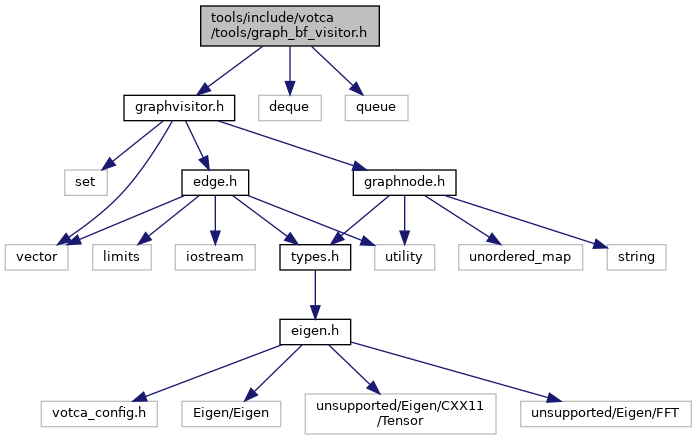 tools/include/votca
/tools/graph_bf_visitor.h
graphvisitor.h
deque
queue
set
edge.h
graphnode.h
vector
limits
iostream
types.h
utility
unordered_map
string
eigen.h
votca_config.h
Eigen/Eigen
unsupported/Eigen/CXX11
/Tensor
unsupported/Eigen/FFT